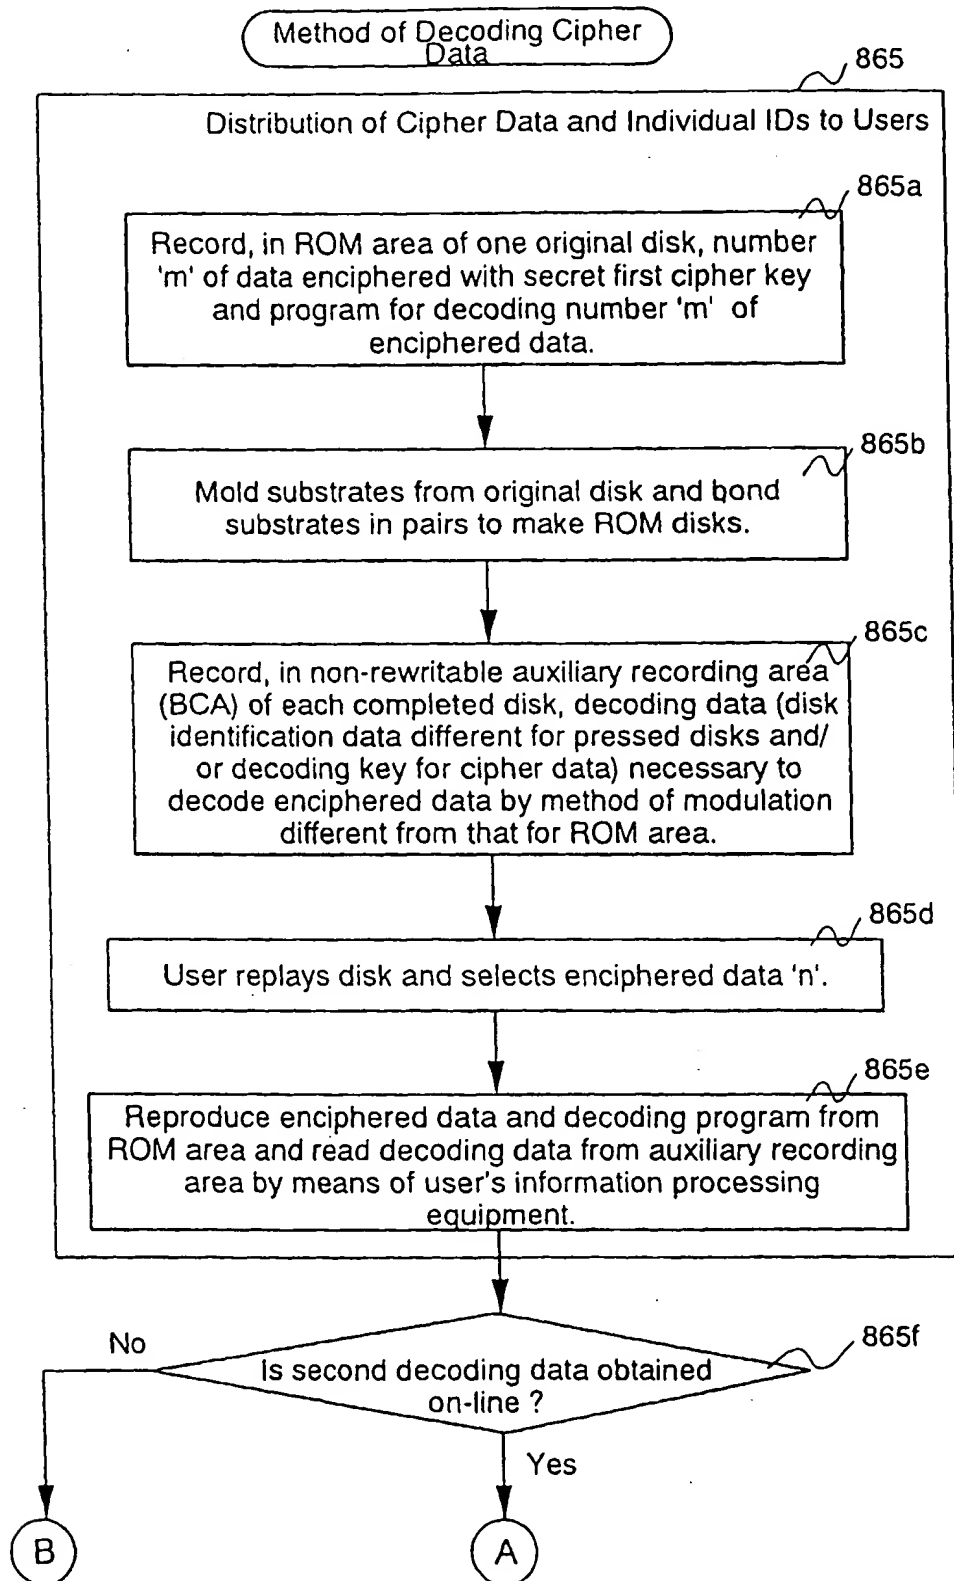 Method of Decoding Cipher
Data
865
Distribution of Cipher Data and Individual IDs to Users
865a
Record, in ROM area of one original disk, number
'm' of data enciphered with secret first cipher key
and program for decoding number 'm' of
enciphered data.
865b
Mold substrates from original disk and bond
substrates in pairs to make ROM disks.
865c
Record, in non-rewritable auxiliary recording area
(BCA) of each completed disk, decoding data (disk
identification data different for pressed disks and/
or decoding key for cipher data) necessary to
decode enciphered data by method of modulation
different from that for ROM area.
865d
User replays disk and selects enciphered data 'n'.
865e
Reproduce enciphered data and decoding program from
ROM area and read decoding data from auxiliary recording
area by means of user's information processing
equipment.
865f
No
Is second decoding data obtained
on-line ?
Yes
B
A